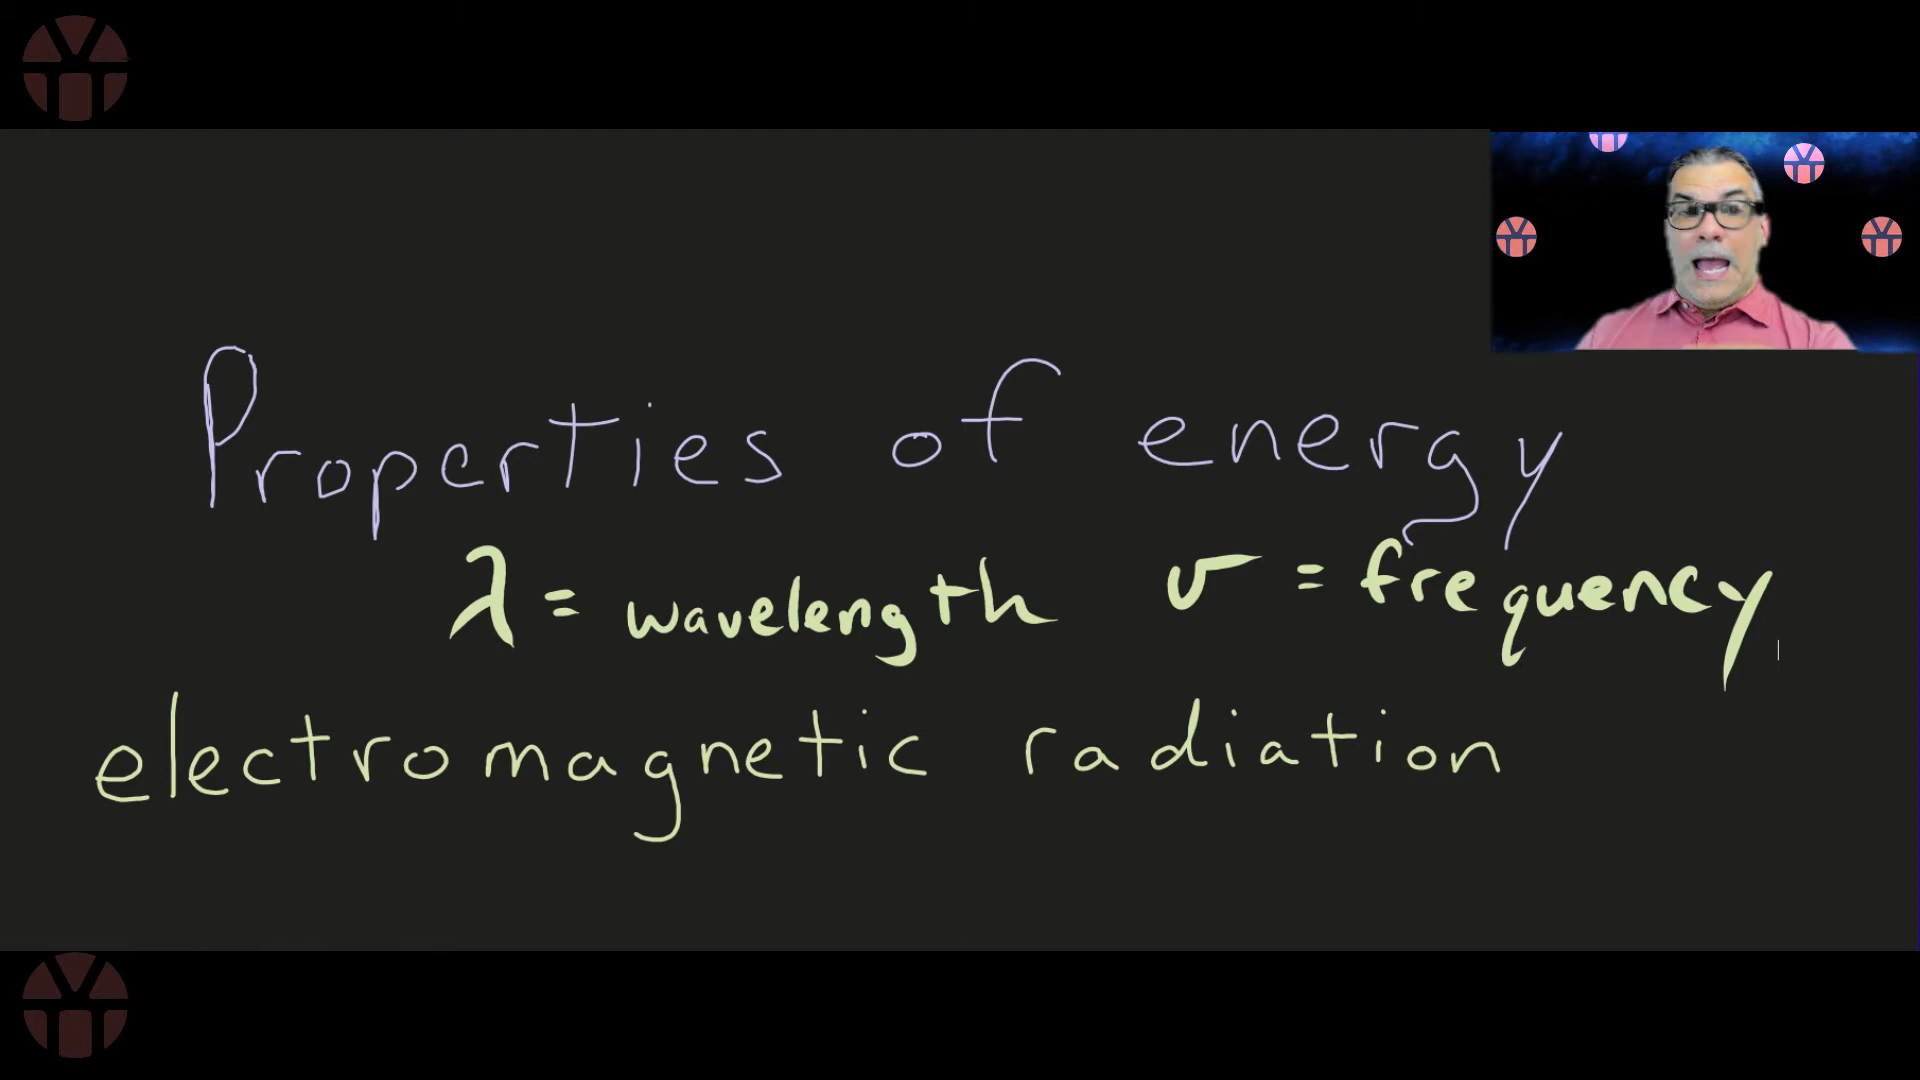 Properties of energy
λ = wavelength ν = frequency
electromagnetic radiation